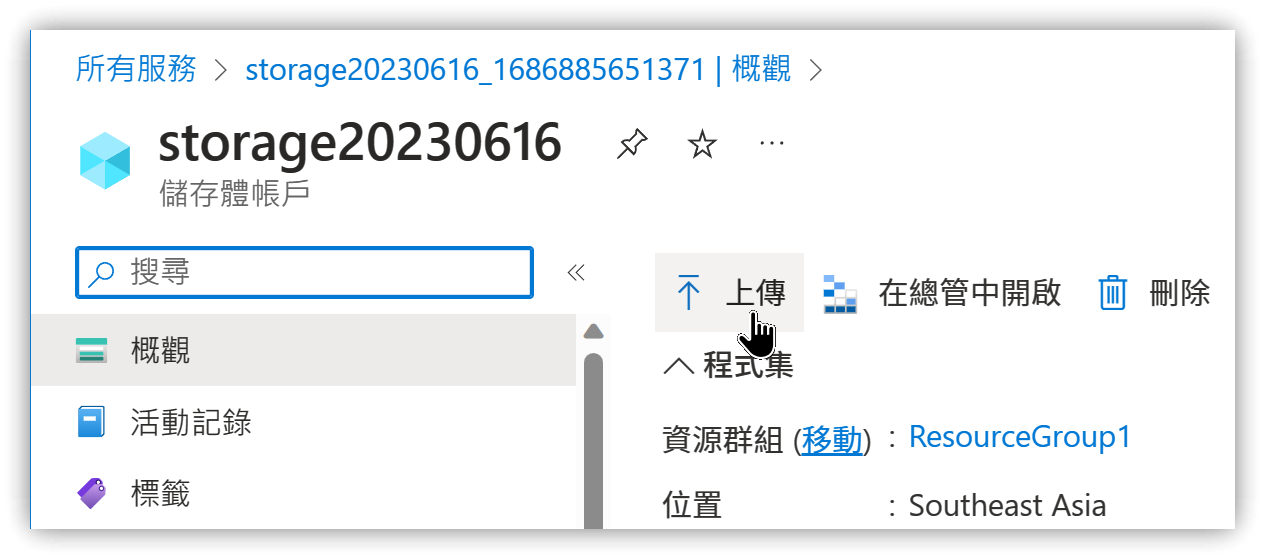 所有服務 > storage20230616_1686885651371 | 概觀 >
storage20230616
儲存體帳戶
搜尋
«
上傳 在總管中開啟 刪除
概觀
程式集
活動記錄
資源群組 (移動) : ResourceGroup1
標籤
位置 : Southeast Asia